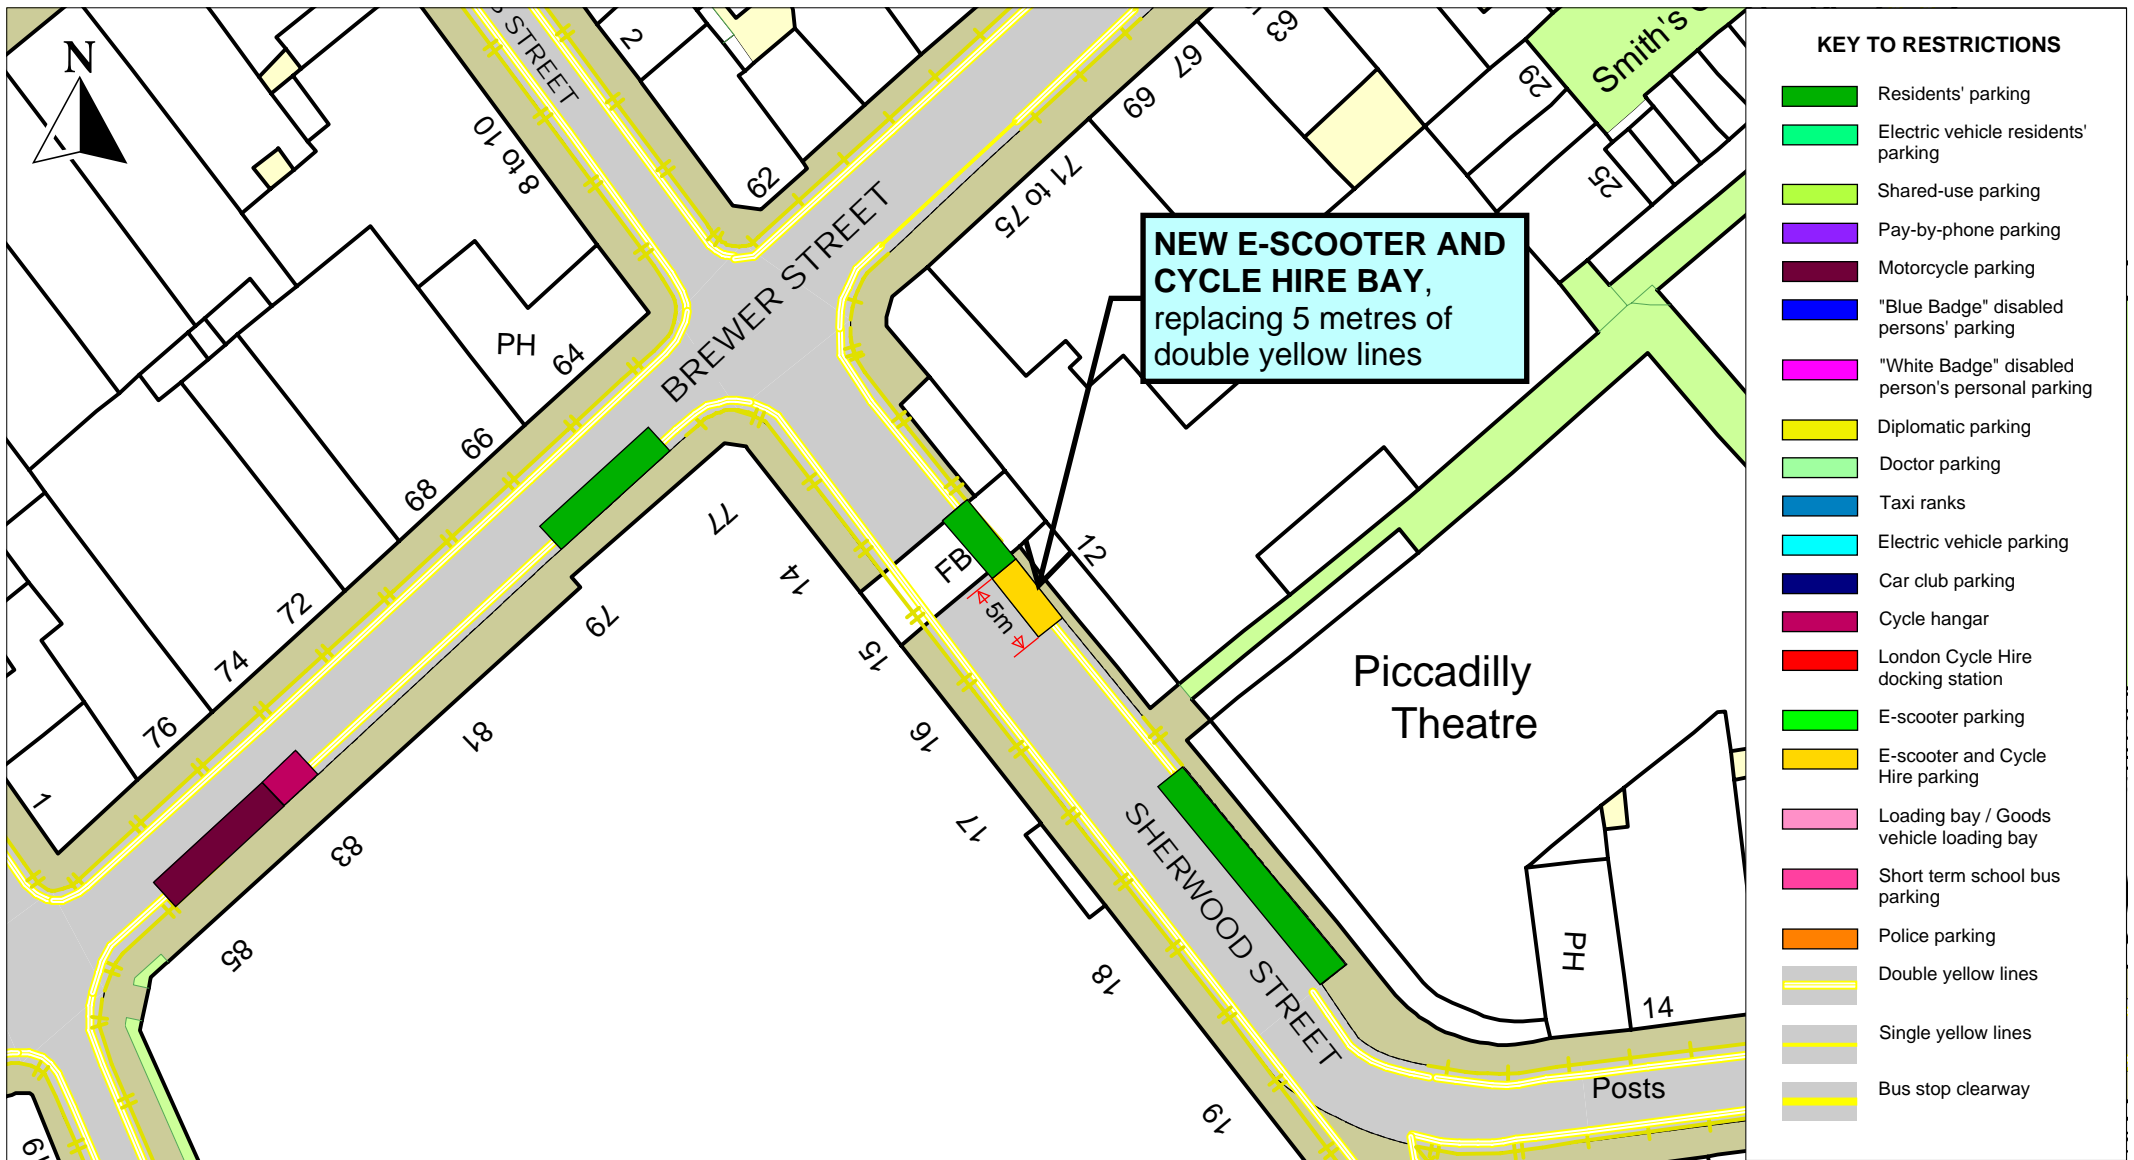 N
S STREET
2
63
67
69
71 to 75
29
25
Smith's
8 to 10
62
BREWER STREET
PH
64
66
68
72
74
76
1
77
79
81
83
85
14
15
16
17
18
19
12
FB
5m
NEW E-SCOOTER AND
CYCLE HIRE BAY,
replacing 5 metres of
double yellow lines
Piccadilly
Theatre
SHERWOOD STREET
PH
14
Posts
KEY TO RESTRICTIONS
Residents' parking
Electric vehicle residents'
parking
Shared-use parking
Pay-by-phone parking
Motorcycle parking
"Blue Badge" disabled
persons' parking
"White Badge" disabled
person's personal parking
Diplomatic parking
Doctor parking
Taxi ranks
Electric vehicle parking
Car club parking
Cycle hangar
London Cycle Hire
docking station
E-scooter parking
E-scooter and Cycle
Hire parking
Loading bay / Goods
vehicle loading bay
Short term school bus
parking
Police parking
Double yellow lines
Single yellow lines
Bus stop clearway